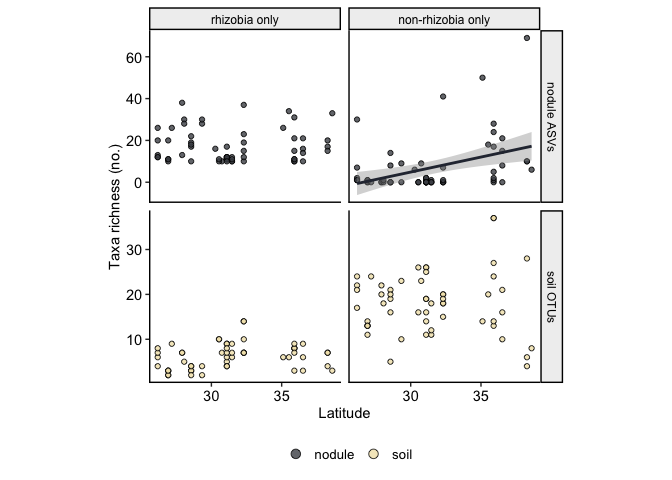 rhizobia only
non-rhizobia only
60
40
20
0
nodule ASVs
Taxa richness (no.)
30
20
10
soil OTUs
30
35
30
35
Latitude
nodule
soil